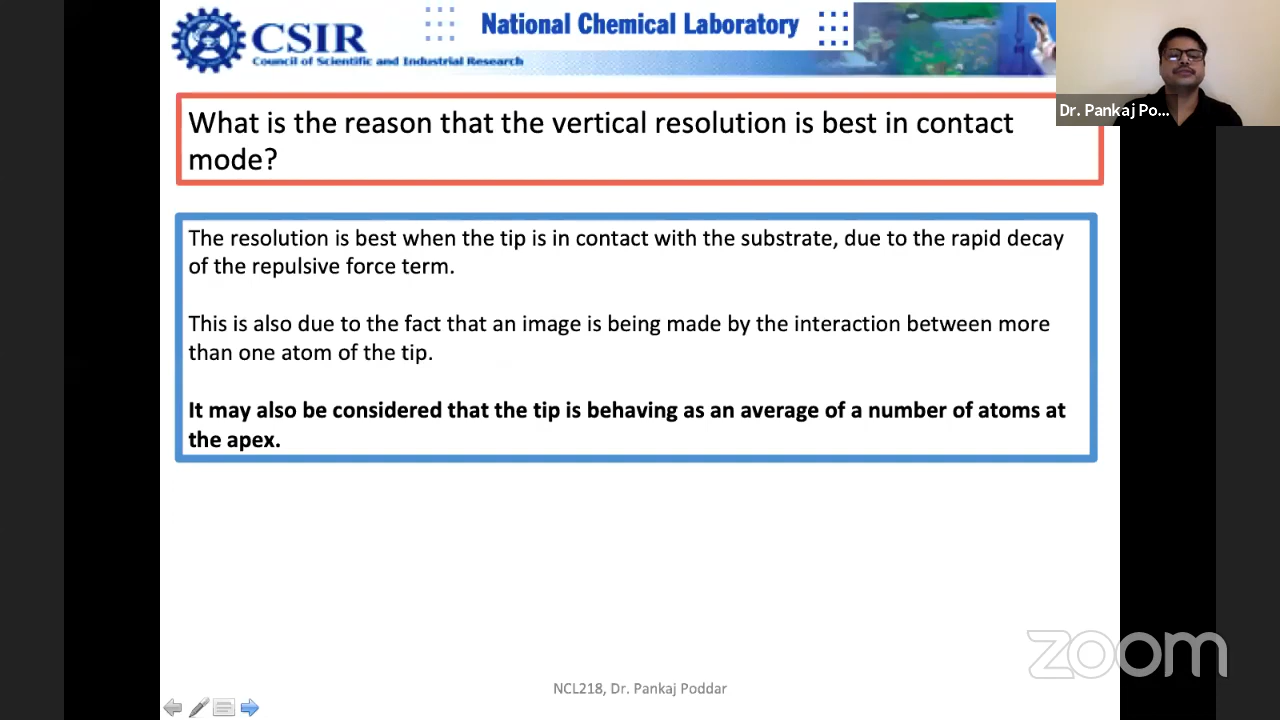 CSIR
Council of Scientific and Industrial Research
National Chemical Laboratory
Dr. Pankaj Po...
What is the reason that the vertical resolution is best in contact
mode?
The resolution is best when the tip is in contact with the substrate, due to the rapid decay
of the repulsive force term.
This is also due to the fact that an image is being made by the interaction between more
than one atom of the tip.
It may also be considered that the tip is behaving as an average of a number of atoms at
the apex.
zoom
NCL218, Dr. Pankaj Poddar